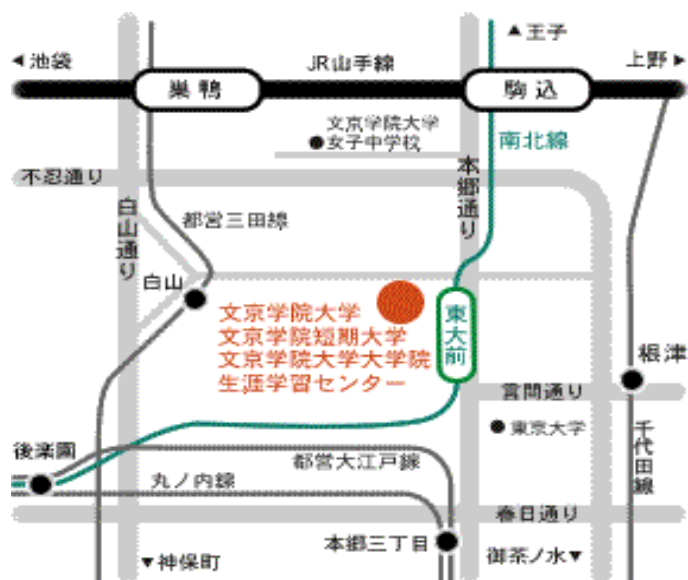 ▲王子
◀池袋
JR山手線
上野▶
巣鴨
駒込
文京学院大学
●女子中学校
南北線
不忍通り
本郷通り
白山通り
都営三田線
白山
文京学院大学
文京学院短期大学
文京学院大学大学院
生涯学習センター
東大前
根津
言問通り
●東京大学
千代田線
後楽園
都営大江戸線
丸ノ内線
春日通り
本郷三丁目
御茶ノ水▼
▼神保町